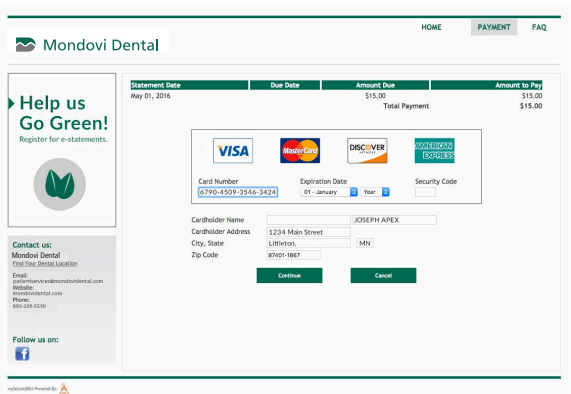 HOME PAYMENT FAQ
Mondovi Dental
Help us
Go Green!
Register for e-statements.
Statement Date Due Date Amount Due Amount to Pay
May 01, 2016 $15.00 $15.00
Total Payment $15.00
VISA MasterCard DISCOVER NETWORK AMERICAN EXPRESS
Card Number Expiration Date Security Code
6790-4509-3546-3424 01 - January Year
Cardholder Name JOSEPH APEX
Cardholder Address 1234 Main Street
City, State Littleton, MN
Zip Code 87401-1867
Continue Cancel
Contact us:
Mondovi Dental
Find Your Dental Location
Email:
patientservices@mondovidental.com
Website:
mondovidental.com
Phone:
893-209-5590
Follow us on:
f
Powered By: